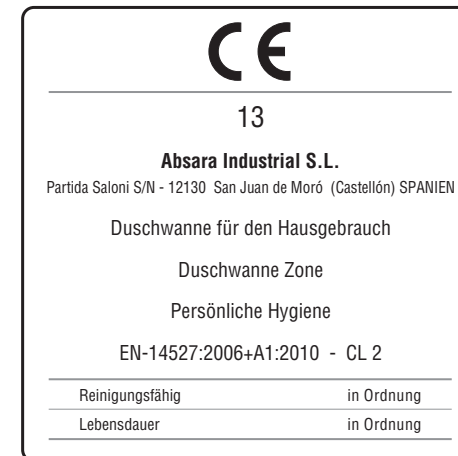 CE
13
Absara Industrial S.L.
Partida Saloni S/N - 12130 San Juan de Moró (Castellón) SPANIEN
Duschwanne für den Hausgebrauch
Duschwanne Zone
Persönliche Hygiene
EN-14527:2006+A1:2010 - CL 2
Reinigungsfähig in Ordnung
Lebensdauer in Ordnung